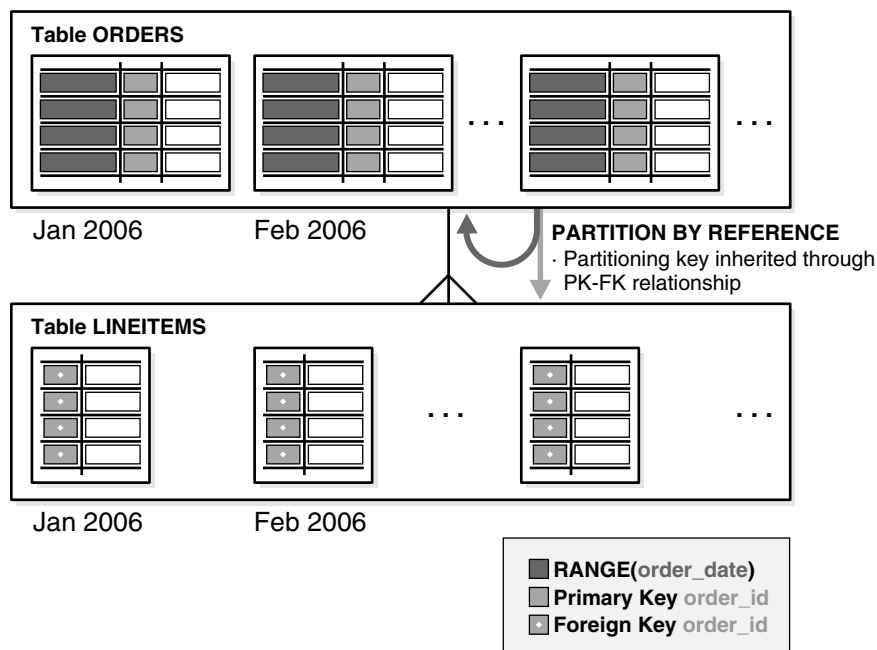 Table ORDERS
. . .
. . .
Jan 2006
Feb 2006
PARTITION BY REFERENCE
· Partitioning key inherited through
PK-FK relationship
Table LINEITEMS
. . .
. . .
Jan 2006
Feb 2006
RANGE(order_date)
Primary Key order_id
Foreign Key order_id